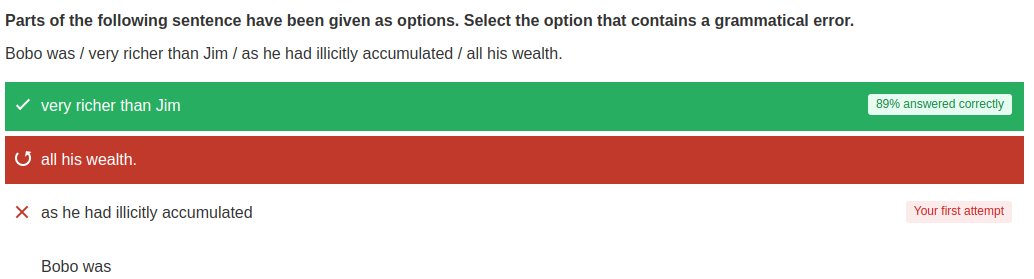 Parts of the following sentence have been given as options. Select the option that contains a grammatical error.
Bobo was / very richer than Jim / as he had illicitly accumulated / all his wealth.
very richer than Jim 89% answered correctly
all his wealth.
as he had illicitly accumulated Your first attempt
Bobo was